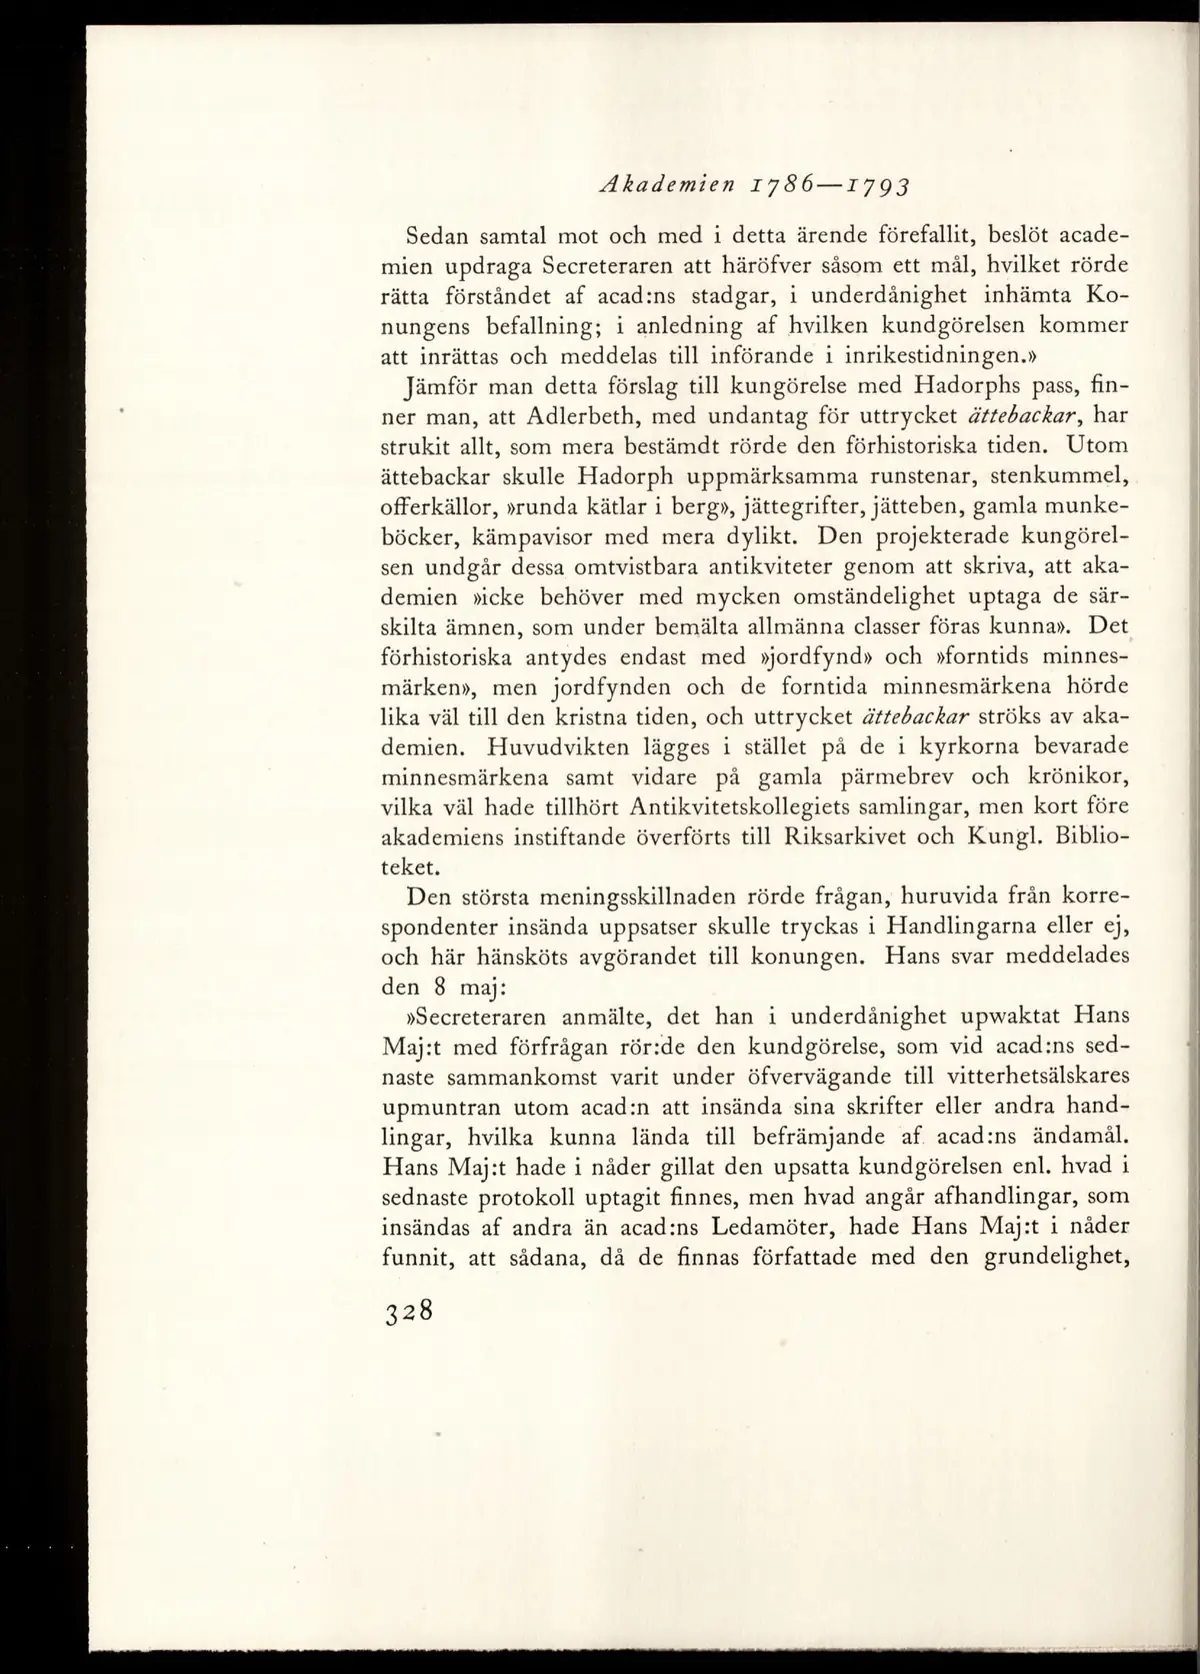 Akademien 1786—1793
Sedan samtal mot och med i detta ärende förefallit, beslöt acade-
mien updraga Secreteraren att häröfver såsom ett mål, hvilket rörde
rätta förståndet af acad:ns stadgar, i underdånighet inhämta Ko-
nungens befallning; i anledning af hvilken kundgörelsen kommer
att inrättas och meddelas till införande i inrikestidningen.»
Jämför man detta förslag till kungörelse med Hadorphs pass, fin-
ner man, att Adlerbeth, med undantag för uttrycket ättebackar, har
strukit allt, som mera bestämdt rörde den förhistoriska tiden. Utom
ättebackar skulle Hadorph uppmärksamma runstenar, stenkummel,
offerkällor, »runda kätlar i berg», jättegrifter, jätteben, gamla munke-
böcker, kämpavisor med mera dylikt. Den projekterade kungörel-
sen undgår dessa omtvistbara antikviteter genom att skriva, att aka-
demien »icke behöver med mycken omständelighet uptaga de sär-
skilta ämnen, som under bemälta allmänna classer föras kunna». Det
förhistoriska antydes endast med »jordfynd» och »forntids minnes-
märken», men jordfynden och de forntida minnesmärkena hörde
lika väl till den kristna tiden, och uttrycket ättebackar ströks av aka-
demien. Huvudvikten lägges i stället på de i kyrkorna bevarade
minnesmärkena samt vidare på gamla pärmebrev och krönikor,
vilka väl hade tillhört Antikvitetskollegiets samlingar, men kort före
akademiens instiftande överförts till Riksarkivet och Kungl. Biblio-
teket.
Den största meningsskillnaden rörde frågan, huruvida från korre-
spondenter insända uppsatser skulle tryckas i Handlingarna eller ej,
och här hänsköts avgörandet till konungen. Hans svar meddelades
den 8 maj:
»Secreteraren anmälte, det han i underdånighet upwaktat Hans
Maj:t med förfrågan rör:de den kundgörelse, som vid acad:ns sed-
naste sammankomst varit under öfvervägande till vitterhetsälskares
upmuntran utom acad:n att insända sina skrifter eller andra hand-
lingar, hvilka kunna lända till befrämjande af acad:ns ändamål.
Hans Maj:t hade i nåder gillat den upsatta kundgörelsen enl. hvad i
sednaste protokoll uptagit finnes, men hvad angår afhandlingar, som
insändas af andra än acad:ns Ledamöter, hade Hans Maj:t i nåder
funnit, att sådana, då de finnas författade med den grundelighet,
328